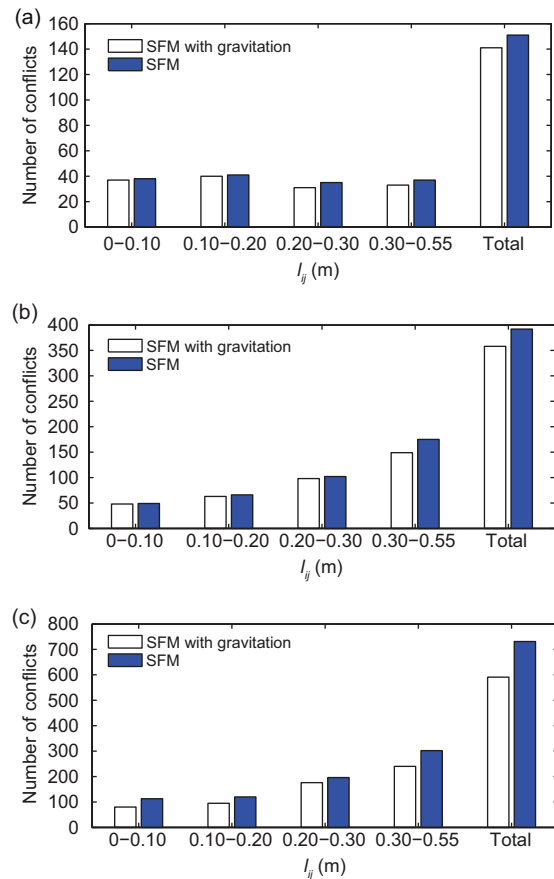 (a)
160
140
120
100
80
60
40
20
0
Number of conflicts
SFM with gravitation
SFM
0−0.10 0.10−0.20 0.20−0.30 0.30−0.55 Total
lij (m)
(b)
400
350
300
250
200
150
100
50
0
Number of conflicts
SFM with gravitation
SFM
0−0.10 0.10−0.20 0.20−0.30 0.30−0.55 Total
lij (m)
(c)
800
700
600
500
400
300
200
100
0
Number of conflicts
SFM with gravitation
SFM
0−0.10 0.10−0.20 0.20−0.30 0.30−0.55 Total
lij (m)